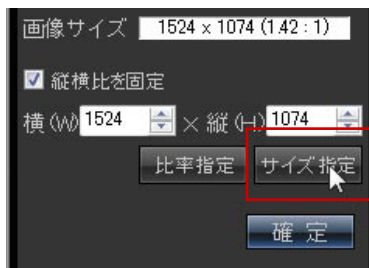 画像サイズ 1524 x 1074 (1.42 : 1)
縦横比を固定
横 (W) 1524 × 縦 (H) 1074
比率指定 サイズ指定
確 定